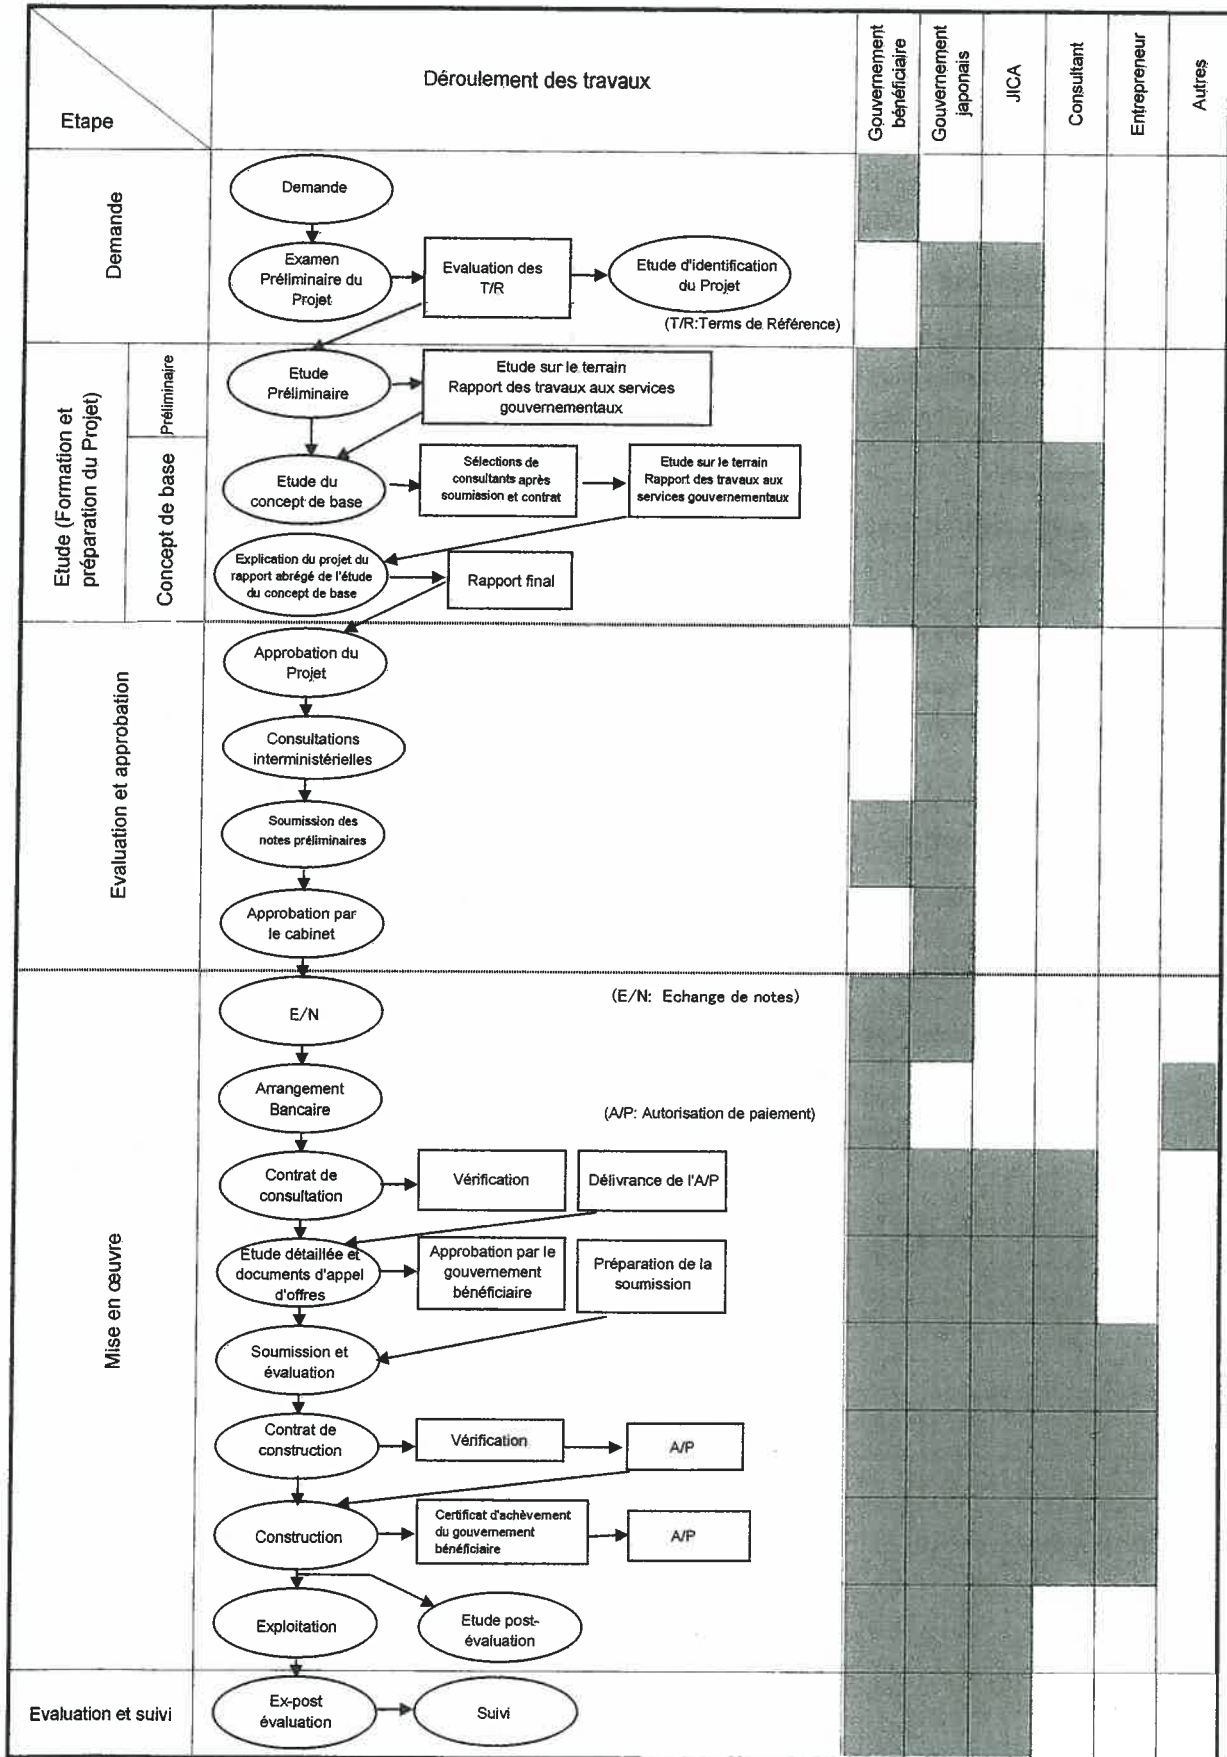 Etape
Déroulement des travaux
Gouvernement
bénéficiaire
Gouvernement
japonais
JICA
Consultant
Entrepreneur
Autres
Demande
Demande
Examen
Préliminaire du
Projet
Evaluation des
T/R
Etude d'identification
du Projet
(T/R:Terms de Référence)
Etude (Formation et
préparation du Projet)
Préliminaire
Etude
Préliminaire
Etude sur le terrain
Rapport des travaux aux services
gouvernementaux
Concept de base
Etude du
concept de base
Sélections de
consultants après
soumission et contrat
Etude sur le terrain
Rapport des travaux aux
services gouvernementaux
Explication du projet du
rapport abrégé de l'étude
du concept de base
Rapport final
Evaluation et approbation
Approbation du
Projet
Consultations
interministérielles
Soumission des
notes préliminaires
Approbation par
le cabinet
Mise en œuvre
E/N
(E/N: Echange de notes)
Arrangement
Bancaire
(A/P: Autorisation de paiement)
Contrat de
consultation
Vérification
Délivrance de l'A/P
Etude détaillée et
documents d'appel
d'offres
Approbation par le
gouvernement
bénéficiaire
Préparation de la
soumission
Soumission et
évaluation
Contrat de
construction
Vérification
A/P
Construction
Certificat d'achèvement
du gouvernement
bénéficiaire
A/P
Exploitation
Etude post-
évaluation
Evaluation et suivi
Ex-post
évaluation
Suivi